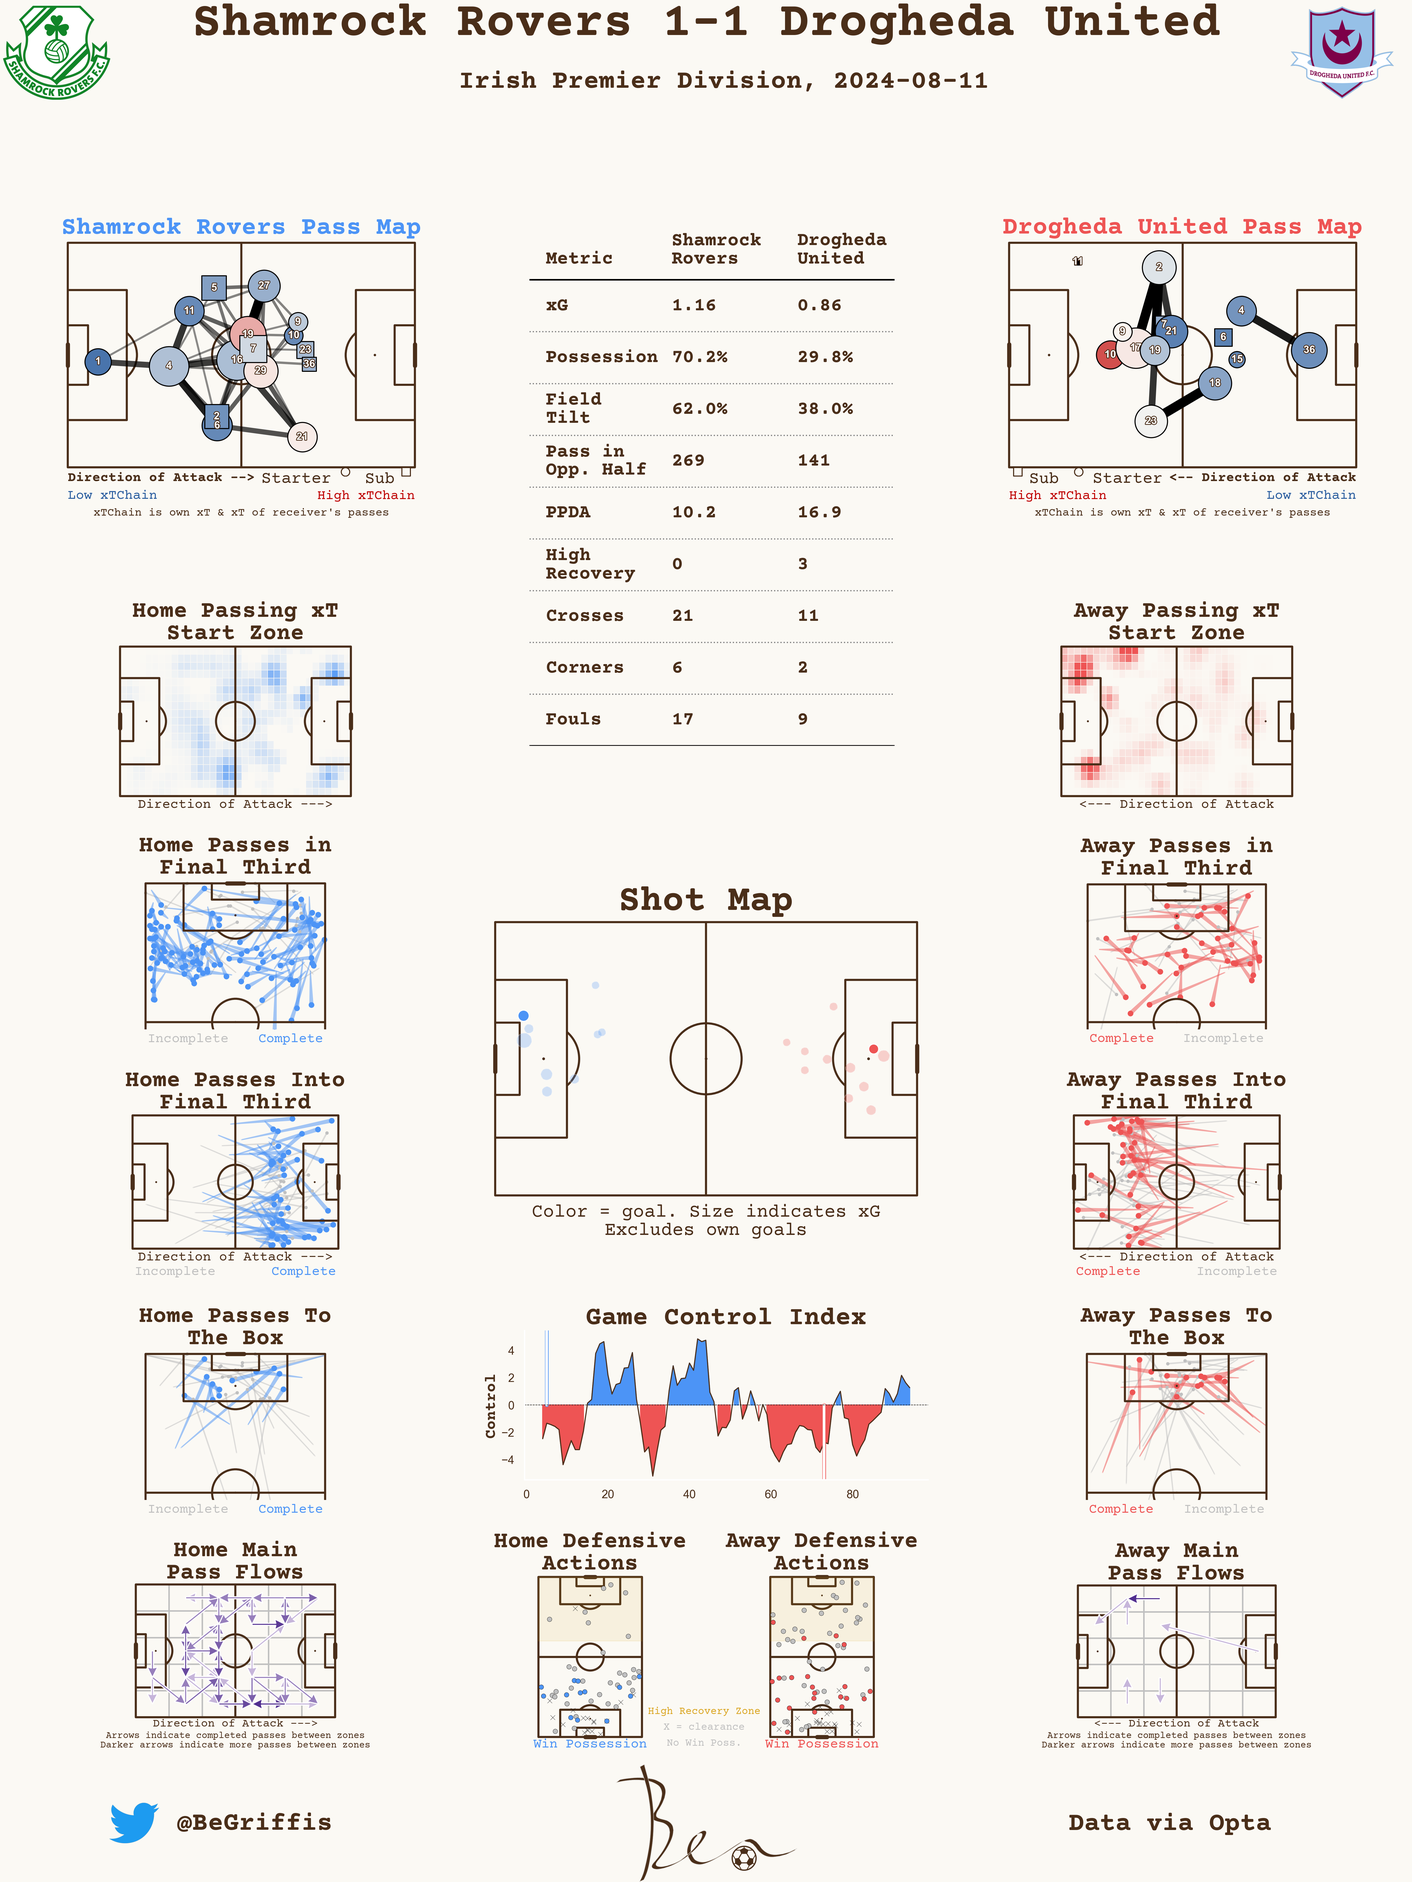 Shamrock Rovers 1-1 Drogheda United
Irish Premier Division, 2024-08-11
SHAMROCK ROVERS F.C.
DROGHEDA UNITED F.C.
Shamrock Rovers Pass Map
1
4
11
5
27
19
7
16
29
9
10
23
36
2
6
21
Direction of Attack --> Starter Sub
Low xTChain High xTChain
xTChain is own xT & xT of receiver's passes
Metric Shamrock Rovers Drogheda United
xG 1.16 0.86
Possession 70.2% 29.8%
Field Tilt 62.0% 38.0%
Pass in Opp. Half 269 141
PPDA 10.2 16.9
High Recovery 0 3
Crosses 21 11
Corners 6 2
Fouls 17 9
Drogheda United Pass Map
11
2
9
7
21
10
17
19
4
6
15
36
18
23
Sub Starter <-- Direction of Attack
High xTChain Low xTChain
xTChain is own xT & xT of receiver's passes
Home Passing xT
Start Zone
Direction of Attack --->
Away Passing xT
Start Zone
<--- Direction of Attack
Home Passes in
Final Third
Incomplete Complete
Away Passes in
Final Third
Complete Incomplete
Shot Map
Color = goal. Size indicates xG
Excludes own goals
Home Passes Into
Final Third
Direction of Attack --->
Incomplete Complete
Away Passes Into
Final Third
<--- Direction of Attack
Complete Incomplete
Home Passes To
The Box
Incomplete Complete
Game Control Index
Control
4
2
0
−2
−4
0 20 40 60 80
Away Passes To
The Box
Complete Incomplete
Home Main
Pass Flows
Direction of Attack --->
Arrows indicate completed passes between zones
Darker arrows indicate more passes between zones
Home Defensive
Actions
Win Possession
High Recovery Zone
X = clearance
No Win Poss.
Away Defensive
Actions
Win Possession
Away Main
Pass Flows
<--- Direction of Attack
Arrows indicate completed passes between zones
Darker arrows indicate more passes between zones
@BeGriffis
Ben
Data via Opta